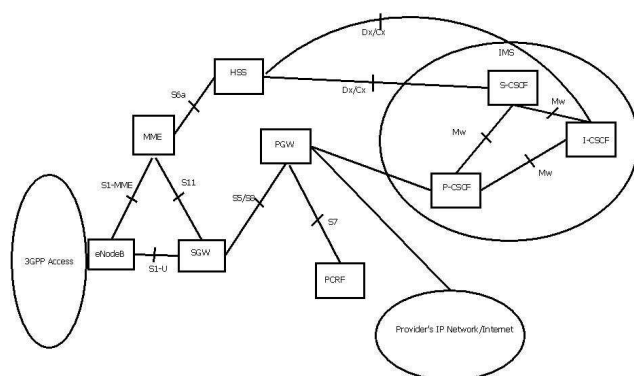 Dx/Cx
IMS
HSS
S-CSCF
S6a
Dx/Cx
Mw
MME
Mw
I-CSCF
PGW
Mw
P-CSCF
S1-MME
S11
S5/S8
S7
3GPP Access
eNodeB
SGW
S1-U
PCRF
Provider's IP Network/Internet